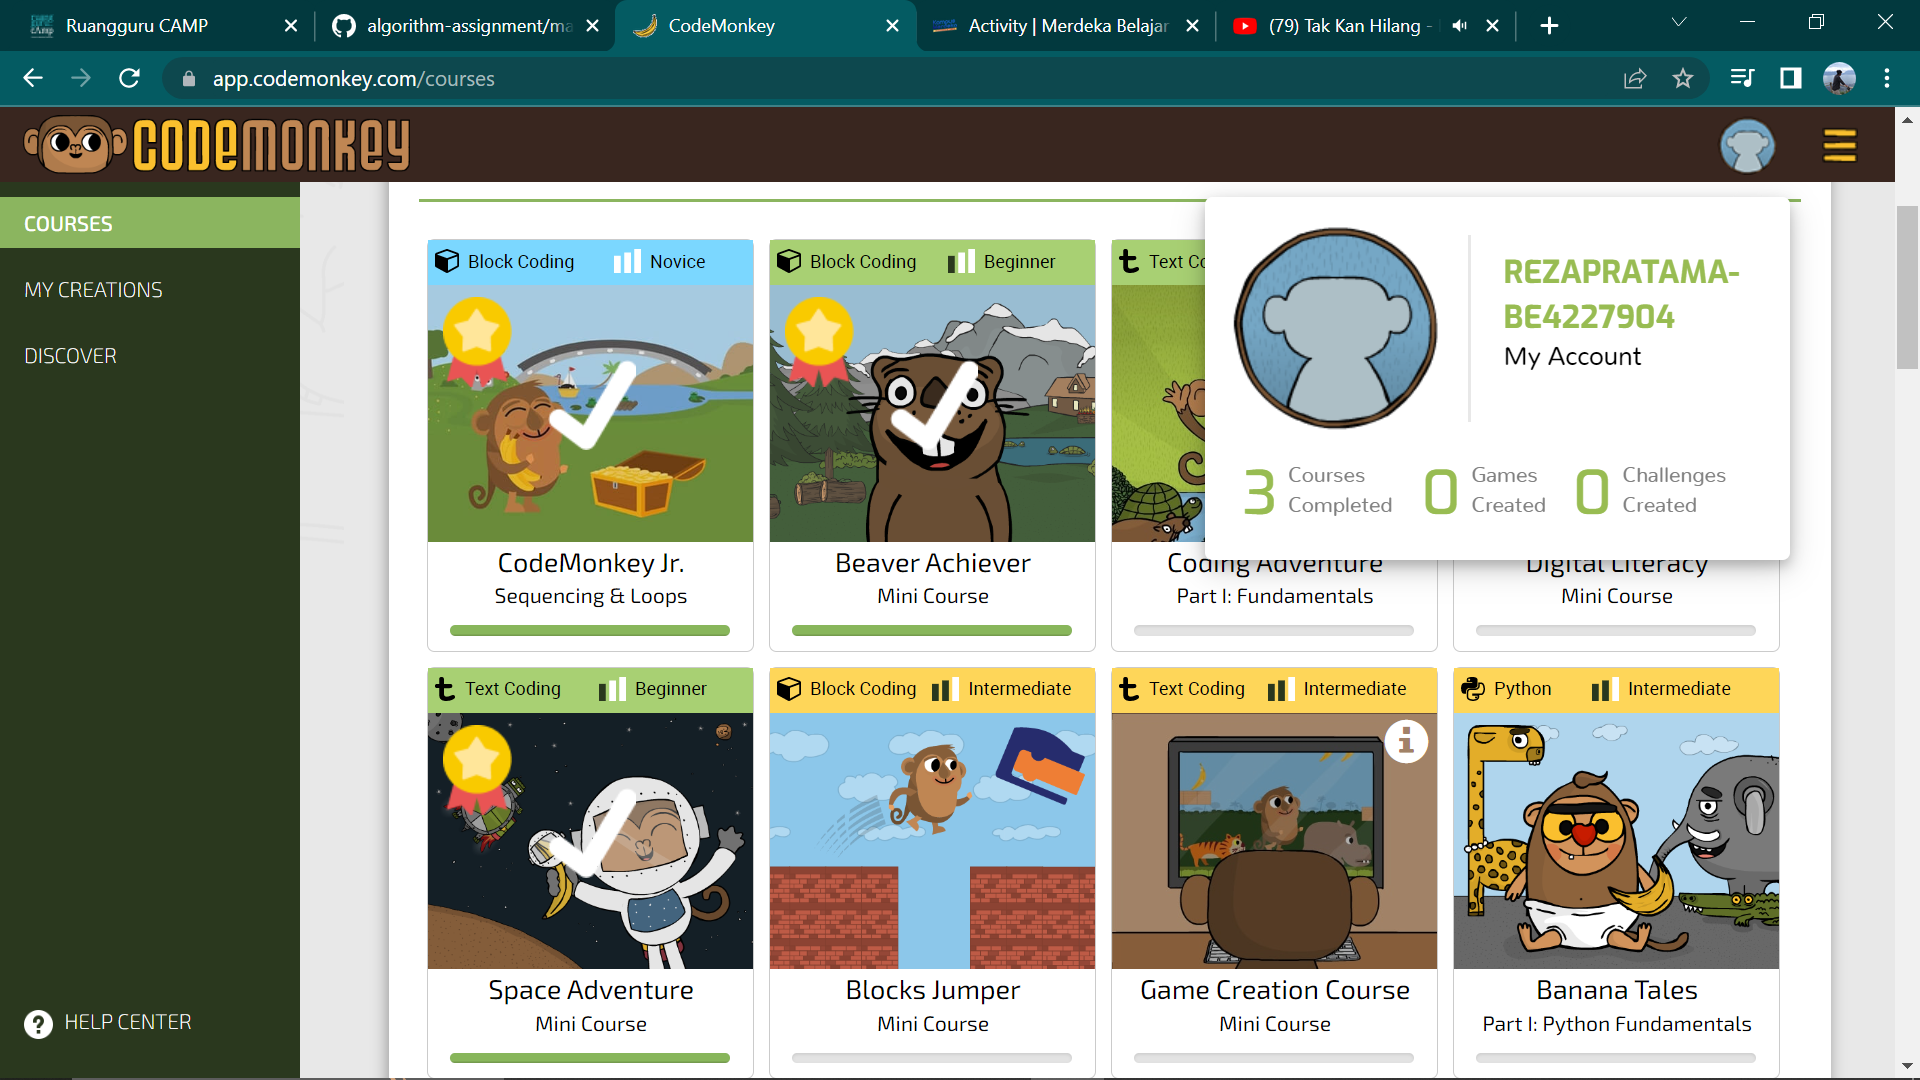 Ruangguru CAMP
algorithm-assignment/ma
CodeMonkey
Activity | Merdeka Belajar
(79) Tak Kan Hilang -
app.codemonkey.com/courses
CODEMONKEY
COURSES
MY CREATIONS
DISCOVER
HELP CENTER
Block Coding Novice
CodeMonkey Jr.
Sequencing & Loops
Block Coding Beginner
Beaver Achiever
Mini Course
Text Co
Coding Adventure
Part I: Fundamentals
Digital Literacy
Mini Course
REZAPRATAMA-
BE4227904
My Account
3 Courses Completed
0 Games Created
0 Challenges Created
Text Coding Beginner
Space Adventure
Mini Course
Block Coding Intermediate
Blocks Jumper
Mini Course
Text Coding Intermediate
Game Creation Course
Mini Course
Python Intermediate
Banana Tales
Part I: Python Fundamentals